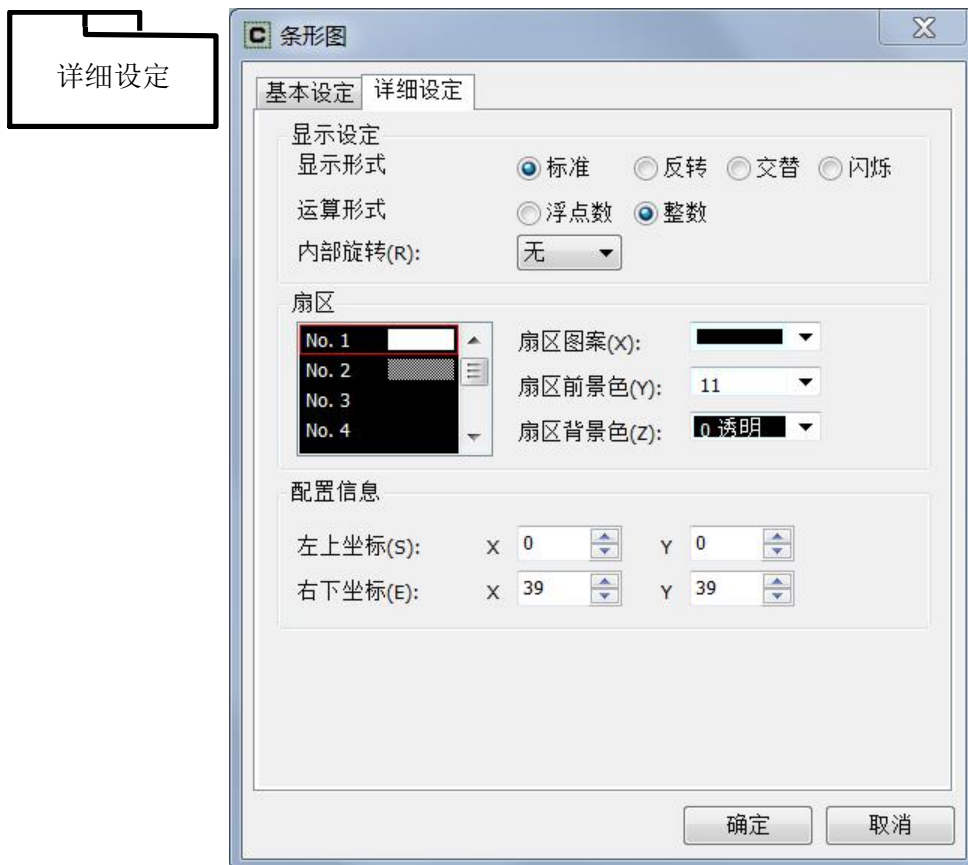 详细设定
C 条形图
基本设定 详细设定
显示设定
显示形式 标准 反转 交替 闪烁
运算形式 浮点数 整数
内部旋转(R): 无
扇区
No. 1
No. 2
No. 3
No. 4
扇区图案(X):
扇区前景色(Y): 11
扇区背景色(Z): 0 透明
配置信息
左上坐标(S): X 0 Y 0
右下坐标(E): X 39 Y 39
确定 取消